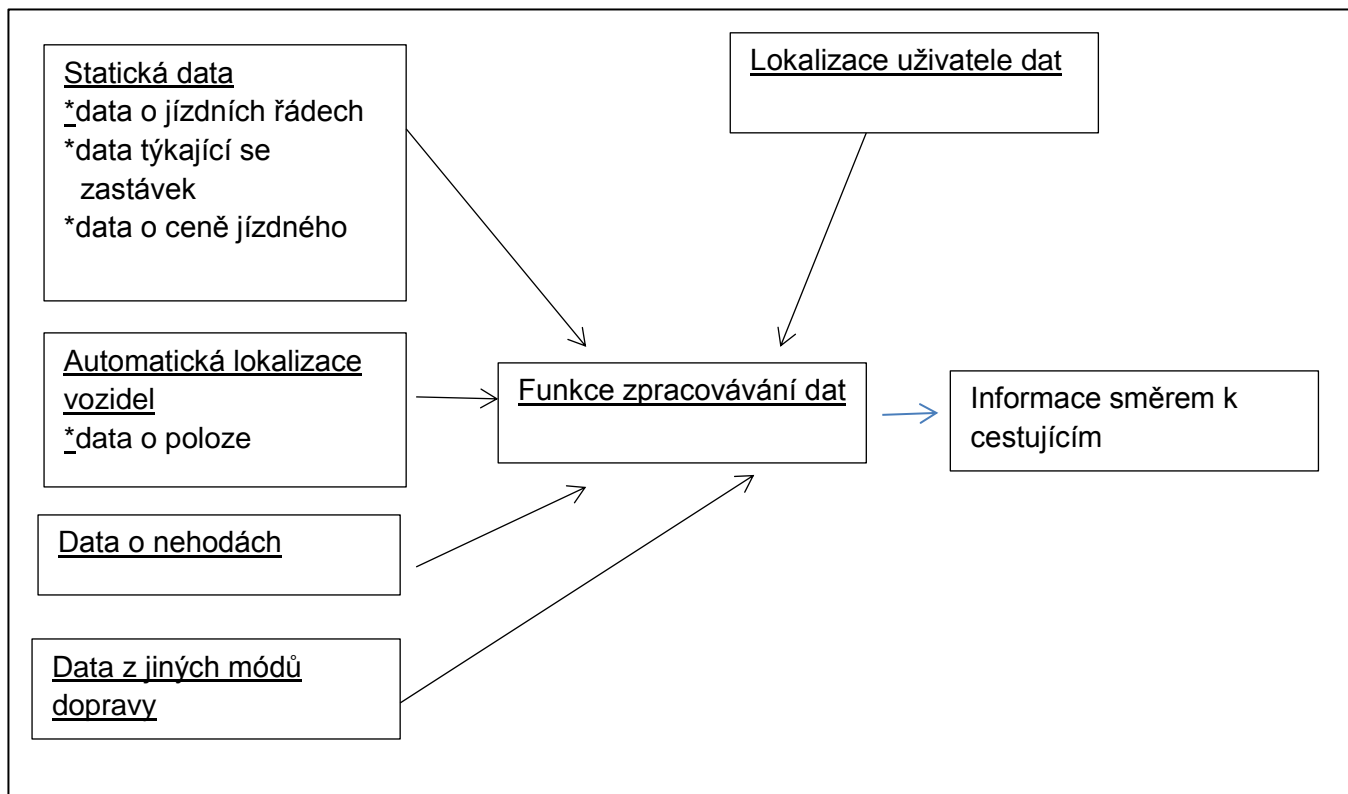 Statická data
*data o jízdních řádech
*data týkající se
zastávek
*data o ceně jízdného
Lokalizace uživatele dat
Automatická lokalizace
vozidel
*data o poloze
Funkce zpracovávání dat
Informace směrem k
cestujícím
Data o nehodách
Data z jiných módů
dopravy